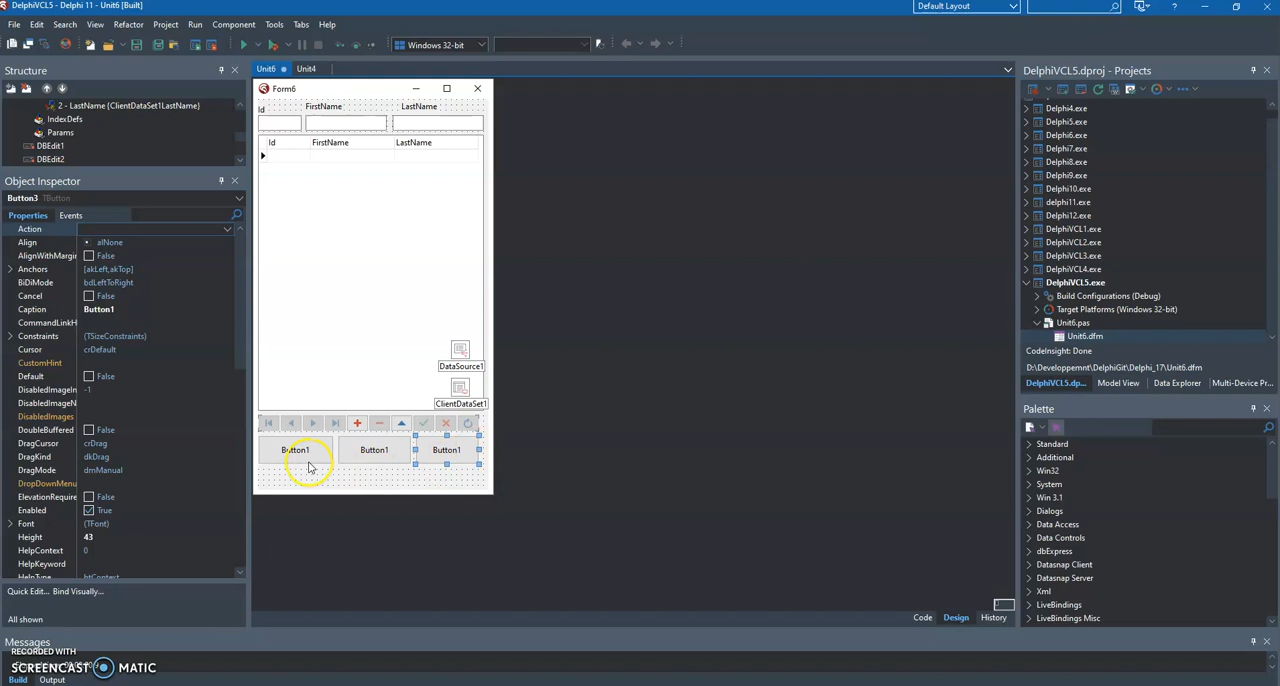 DelphiVCL5 - Delphi 11 - Unit6 [Built]
Default Layout
File Edit Search View Refactor Project Run Component Tools Tabs Help
Windows 32-bit
Structure
2 - LastName {ClientDataSet1LastName}
IndexDefs
Params
DBEdit1
DBEdit2
Object Inspector
Button3 TButton
Properties Events
Action
Align alNone
AlignWithMargin False
Anchors [akLeft,akTop]
BiDiMode bdLeftToRight
Cancel False
Caption Button1
CommandLinkH
Constraints (TSizeConstraints)
Cursor crDefault
CustomHint
Default False
DisabledImageIn -1
DisabledImageN
DisabledImages
DoubleBuffered False
DragCursor crDrag
DragKind dkDrag
DragMode dmManual
DropDownMenu
ElevationRequire False
Enabled True
Font (TFont)
Height 43
HelpContext 0
HelpKeyword
HelpType htContext
Quick Edit... Bind Visually...
All shown
Unit6 Unit4
Form6
Id FirstName LastName
Id FirstName LastName
DataSource1
ClientDataSet1
Button1 Button1 Button1
Code Design History
DelphiVCL5.dproj - Projects
Delphi4.exe
Delphi5.exe
Delphi6.exe
Delphi7.exe
Delphi8.exe
Delphi9.exe
Delphi10.exe
delphi11.exe
Delphi12.exe
DelphiVCL1.exe
DelphiVCL2.exe
DelphiVCL3.exe
DelphiVCL4.exe
DelphiVCL5.exe
Build Configurations (Debug)
Target Platforms (Windows 32-bit)
Unit6.pas
Unit6.dfm
CodeInsight: Done
D:\Developpemnt\DelphiGit\Delphi_17\Unit6.dfm
DelphiVCL5.dp... Model View Data Explorer Multi-Device Pr...
Palette
Standard
Additional
Win32
System
Win 3.1
Dialogs
Data Access
Data Controls
dbExpress
Datasnap Client
Datasnap Server
Xml
LiveBindings
LiveBindings Misc
Messages
RECORDED WITH
SCREENCAST MATIC
Build Output